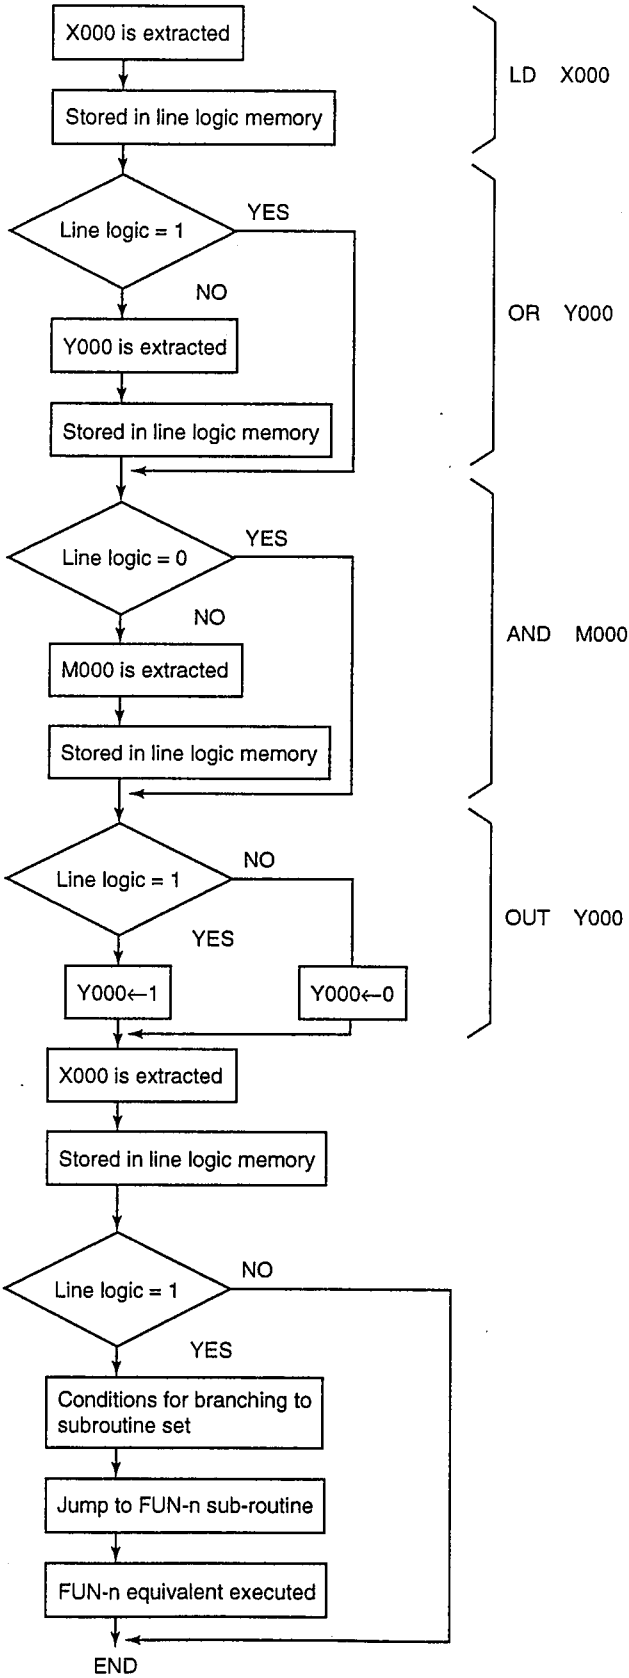 X000 is extracted
LD X000
Stored in line logic memory
Line logic = 1
YES
NO
OR Y000
Y000 is extracted
Stored in line logic memory
Line logic = 0
YES
NO
AND M000
M000 is extracted
Stored in line logic memory
Line logic = 1
NO
YES
OUT Y000
Y000←1
Y000←0
X000 is extracted
Stored in line logic memory
Line logic = 1
NO
YES
Conditions for branching to
subroutine set
Jump to FUN-n sub-routine
FUN-n equivalent executed
END